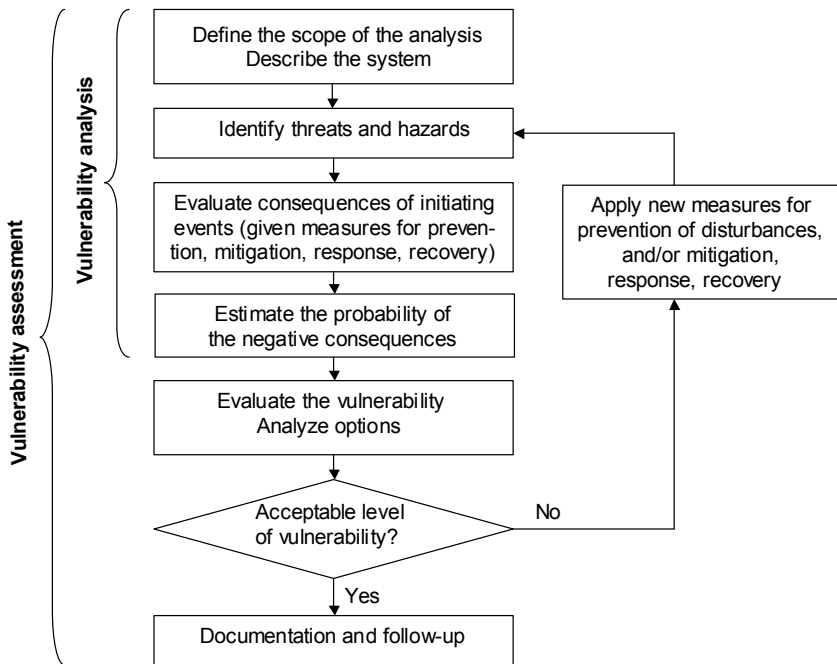 Define the scope of the analysis
Describe the system
Identify threats and hazards
Evaluate consequences of initiating
events (given measures for preven-
tion, mitigation, response, recovery)
Estimate the probability of
the negative consequences
Evaluate the vulnerability
Analyze options
Acceptable level
of vulnerability?
No
Yes
Documentation and follow-up
Apply new measures for
prevention of disturbances,
and/or mitigation,
response, recovery
Vulnerability analysis
Vulnerability assessment